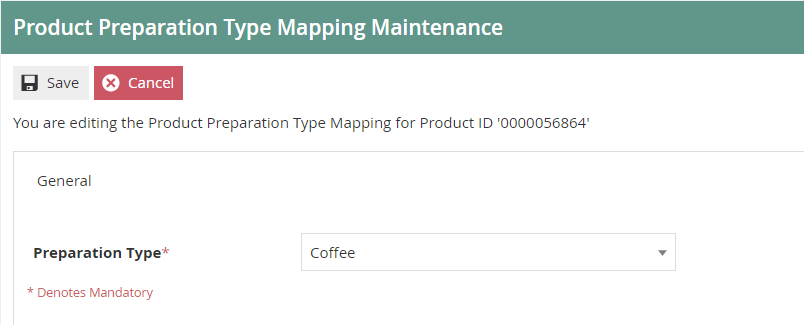 Product Preparation Type Mapping Maintenance
Save Cancel
You are editing the Product Preparation Type Mapping for Product ID '0000056864'
General
Preparation Type* Coffee
* Denotes Mandatory